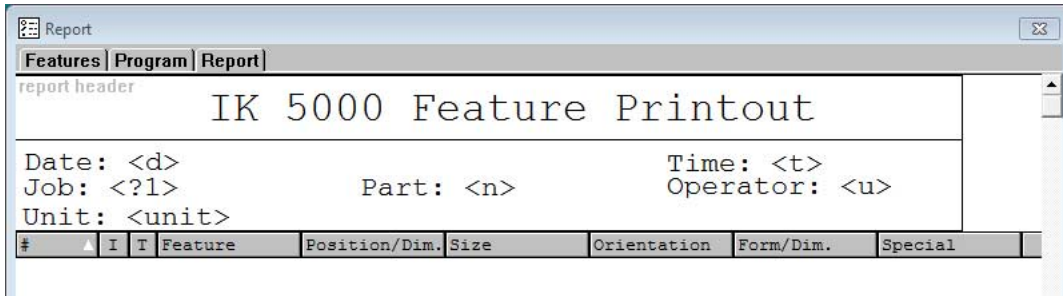 Report
Features Program Report
report header
IK 5000 Feature Printout
Date: <d> Time: <t>
Job: <?1> Part: <n> Operator: <u>
Unit: <unit>
# I T Feature Position/Dim. Size Orientation Form/Dim. Special